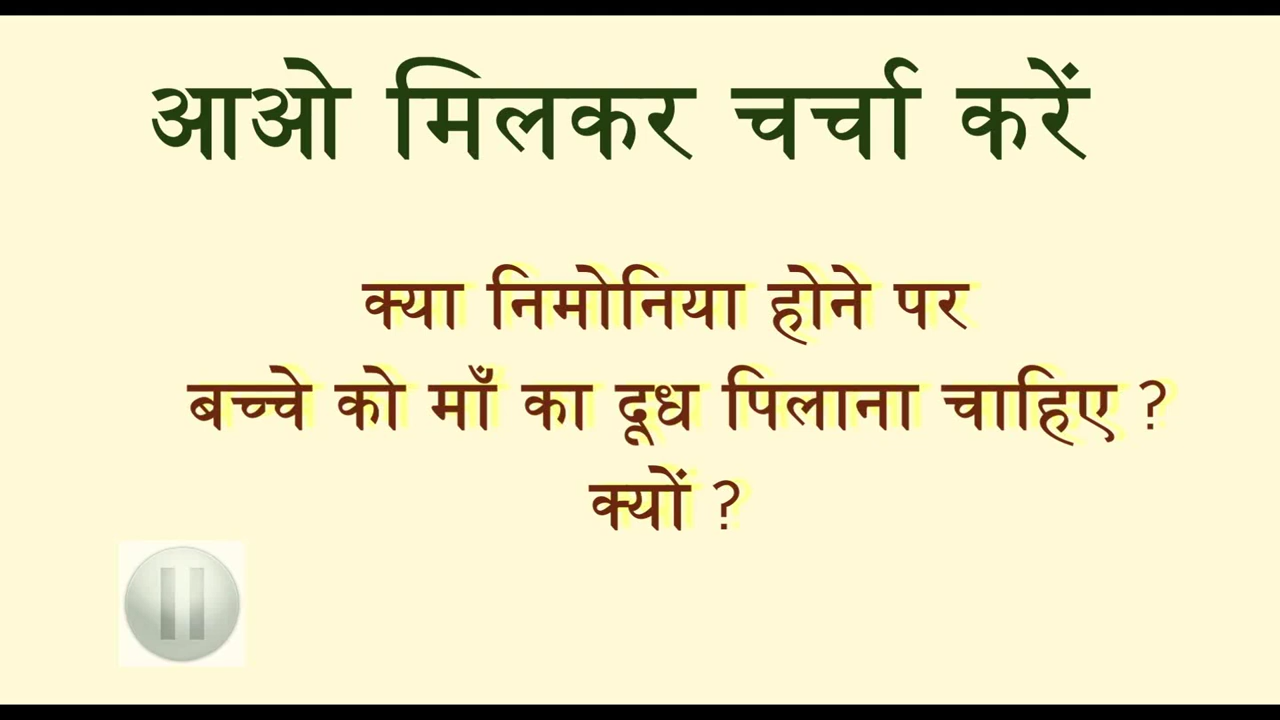 आओ मिलकर चर्चा करें
क्या निमोनिया होने पर
बच्चे को माँ का दूध पिलाना चाहिए ?
क्यों ?